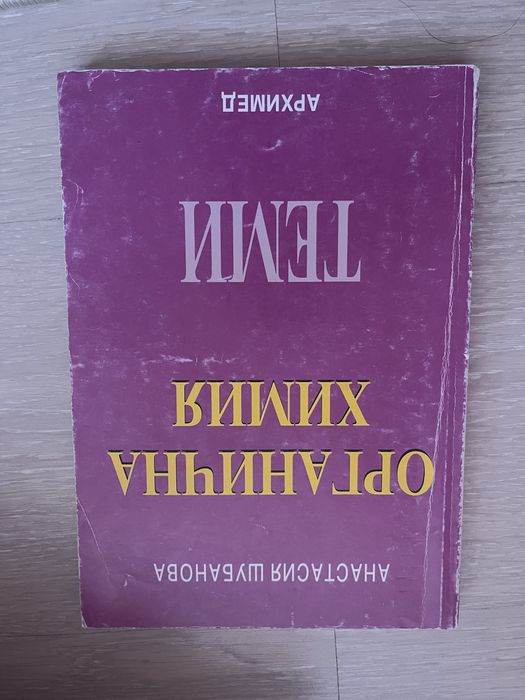 АНАСТАСИЯ ШУБАНОВА
ОРГАНИЧНА
ХИМИЯ
ТЕМИ
АРХИМЕД